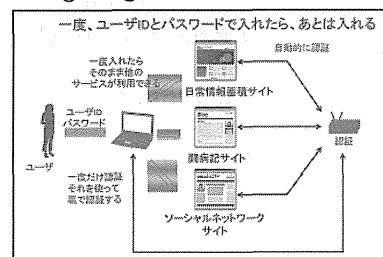 一度、ユーザIDとパスワードで入れたら、あとは入れる
自動的に認証
一度入れたら
そのまま他の
サービスが利用できる
日常情報蓄積サイト
ユーザID
パスワード
ユーザ
闘病記サイト
認証
一度だけ認証
それを使って
裏で認証する
ソーシャルネットワーク
サイト